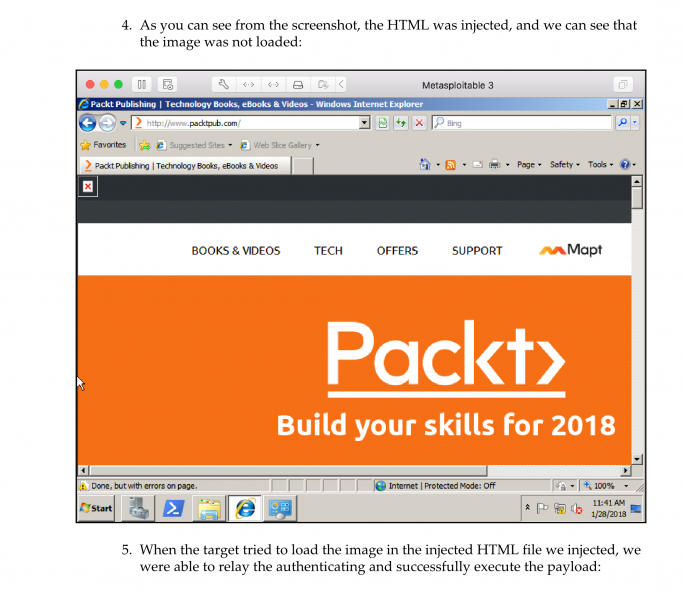 4. As you can see from the screenshot, the HTML was injected, and we can see that
the image was not loaded:
Metasploitable 3
Packt Publishing | Technology Books, eBooks & Videos - Windows Internet Explorer
http://www.packtpub.com/
Bing
Favorites Suggested Sites Web Slice Gallery
Packt Publishing | Technology Books, eBooks & Videos
Page Safety Tools
BOOKS & VIDEOS TECH OFFERS SUPPORT Mapt
Packt>
Build your skills for 2018
Done, but with errors on page. Internet | Protected Mode: Off 100%
Start
11:41 AM
1/28/2018
5. When the target tried to load the image in the injected HTML file we injected, we
were able to relay the authenticating and successfully execute the payload: